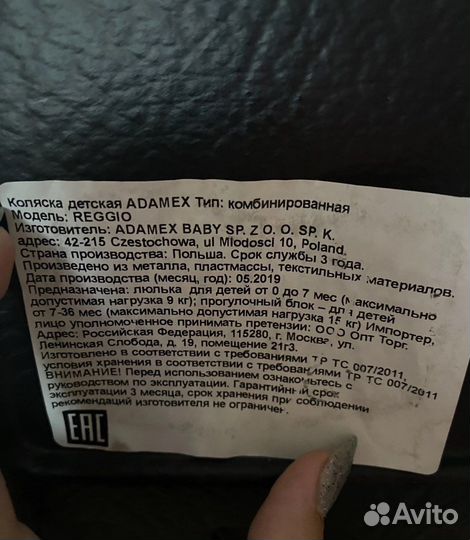 Коляска детская ADAMEX Тип: комбинированная
Модель: REGGIO
Изготовитель: ADAMEX BABY SP. Z O. O. SP. K.
адрес: 42-215 Czestochowa, ul Mlodosci 10, Poland.
Страна производства: Польша. Срок службы 3 года.
Произведено из металла, пластмассы, текстильных материалов.
Дата производства (месяц, год): 05.2019
Предназначена: люлька для детей от 0 до 7 мес (максимально
допустимая нагрузка 9 кг); прогулочный блок – для детей
от 7-36 мес (максимально допустимая нагрузка 15 кг) Импортер,
лицо уполномоченное принимать претензии: ООО Опт Торг.
Адрес: Российская Федерация, 115280, г. Москва, ул.
Ленинская Слобода, д. 19, помещение 21г3.
Изготовлено в соответствии с требованиями ТР ТС 007/2011,
условия хранения в соответствии с требованиями ТР ТС 007/2011
ВНИМАНИЕ! Перед использованием ознакомьтесь с
руководством по эксплуатации. Гарантийный срок
эксплуатации 3 месяца, срок хранения при соблюдении
рекомендаций изготовителя не ограничен.
EAC
Avito